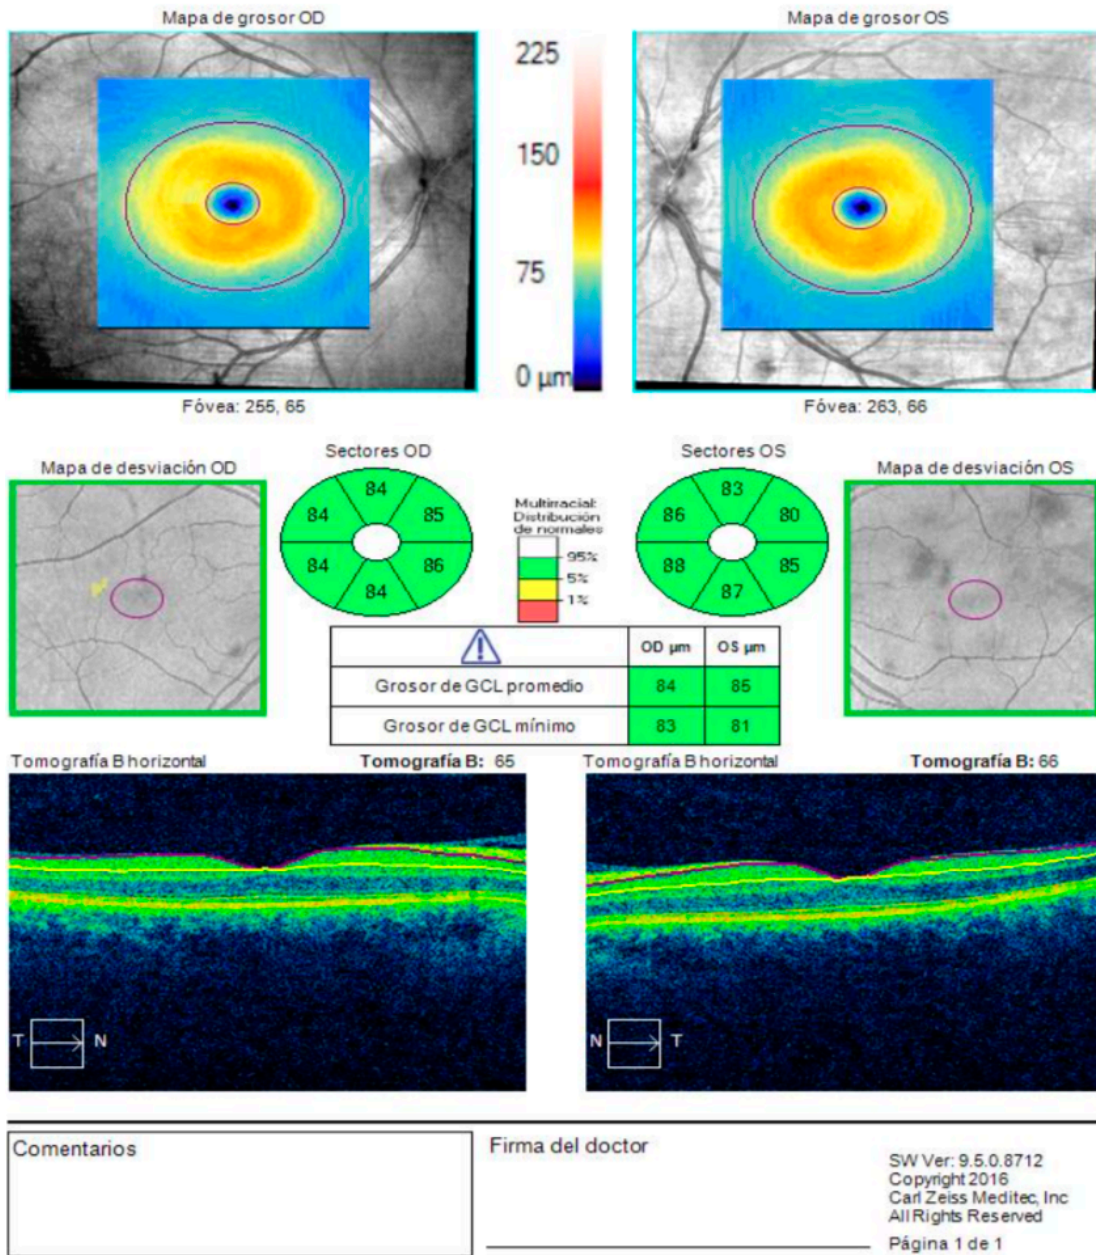 Mapa de grosor OD
Mapa de grosor OS
225
150
75
0 µm
Fóvea: 255, 65
Fóvea: 263, 66
Mapa de desviación OD
Sectores OD
84
84
85
84
86
84
Multirracial:
Distribución
de normales
95%
5%
1%
Sectores OS
83
86
80
88
85
87
Mapa de desviación OS
OD µm OS µm
Grosor de GCL promedio 84 85
Grosor de GCL mínimo 83 81
Tomografía B horizontal Tomografía B: 65
Tomografía B horizontal Tomografía B: 66
T N
N T
Comentarios
Firma del doctor
SW Ver: 9.5.0.8712
Copyright 2016
Carl Zeiss Meditec, Inc
All Rights Reserved
Página 1 de 1